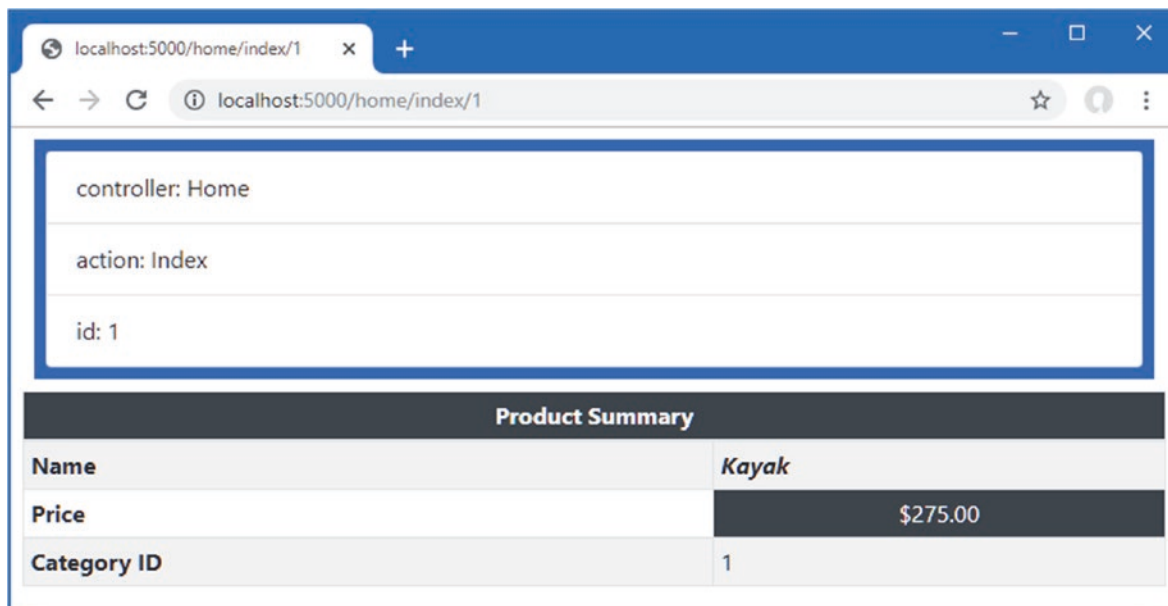 localhost:5000/home/index/1
localhost:5000/home/index/1
controller: Home
action: Index
id: 1
Product Summary
Name Kayak
Price $275.00
Category ID 1